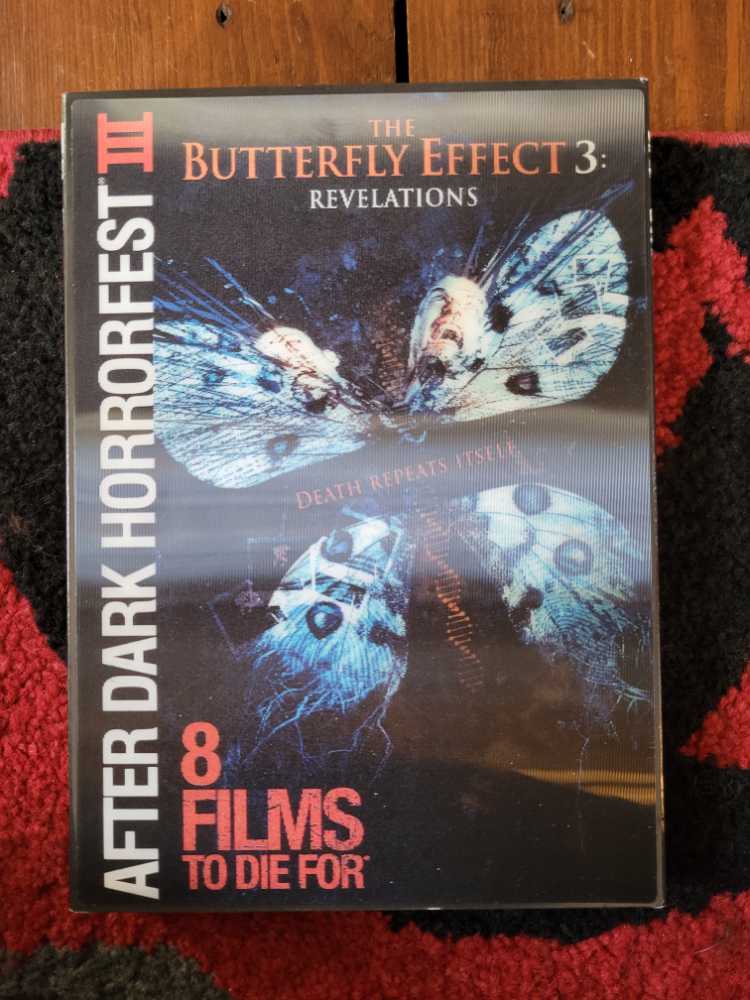 AFTER DARK HORRORFEST® III
THE
BUTTERFLY EFFECT 3:
REVELATIONS
DEATH REPEATS ITSELF
8
FILMS
TO DIE FOR®